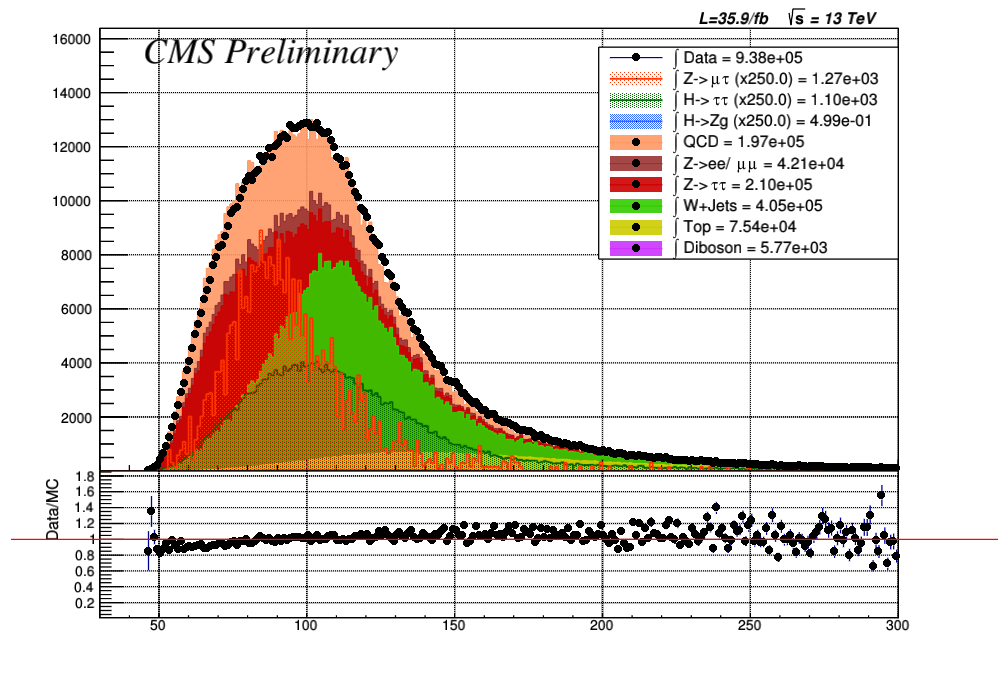 L=35.9/fb √s = 13 TeV
CMS Preliminary
16000
14000
12000
10000
8000
6000
4000
2000
∫ Data = 9.38e+05
∫ Z->μτ (x250.0) = 1.27e+03
∫ H->ττ (x250.0) = 1.10e+03
∫ H->Zg (x250.0) = 4.99e-01
∫ QCD = 1.97e+05
∫ Z->ee/ μμ = 4.21e+04
∫ Z->ττ = 2.10e+05
∫ W+Jets = 4.05e+05
∫ Top = 7.54e+04
∫ Diboson = 5.77e+03
Data/MC
1.8
1.6
1.4
1.2
1
0.8
0.6
0.4
0.2
50 100 150 200 250 300